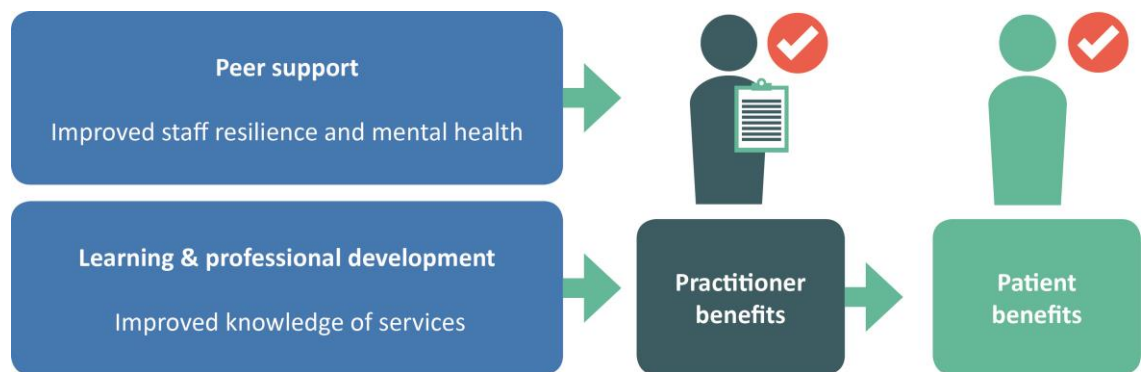 Peer support
Improved staff resilience and mental health
Learning & professional development
Improved knowledge of services
Practitioner
benefits
Patient
benefits